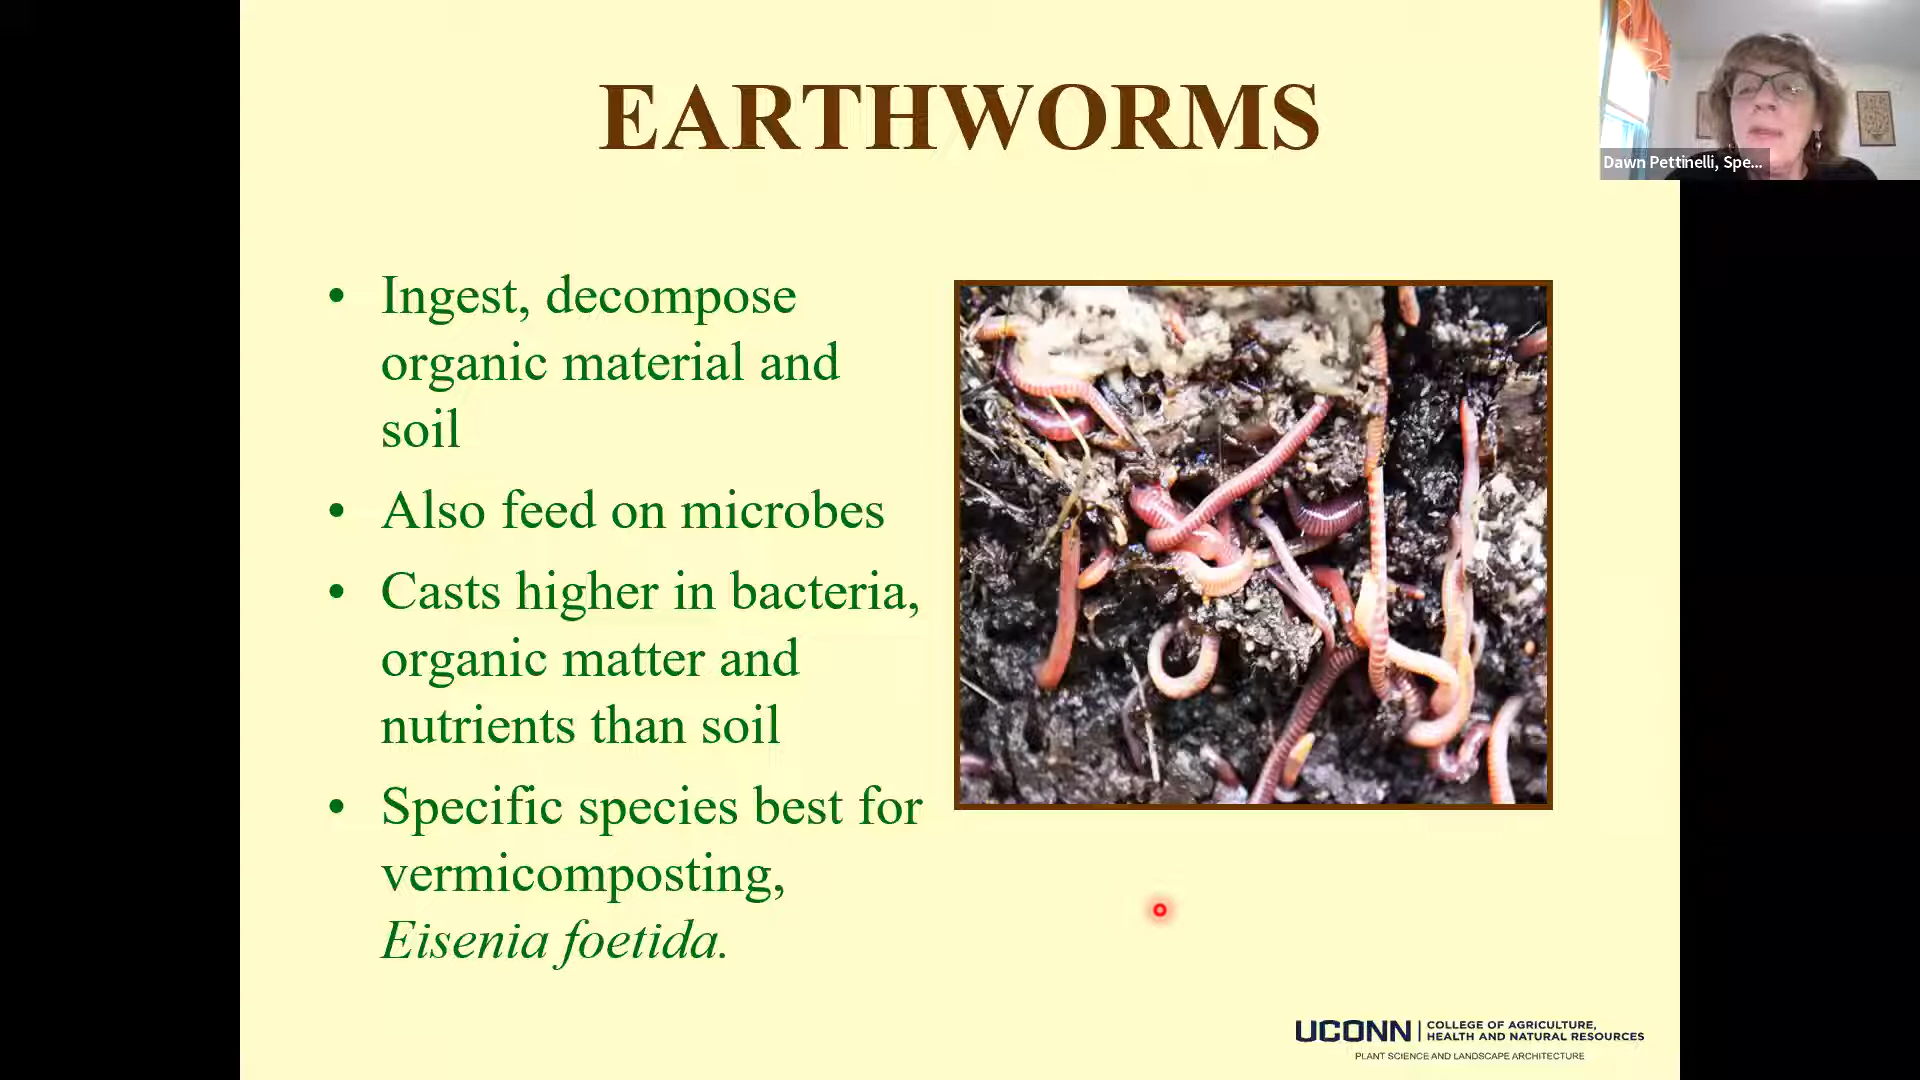 EARTHWORMS
Dawn Pettinelli, Spe...
• Ingest, decompose
organic material and
soil
• Also feed on microbes
• Casts higher in bacteria,
organic matter and
nutrients than soil
• Specific species best for
vermicomposting,
Eisenia foetida.
UCONN | COLLEGE OF AGRICULTURE,
HEALTH AND NATURAL RESOURCES
PLANT SCIENCE AND LANDSCAPE ARCHITECTURE